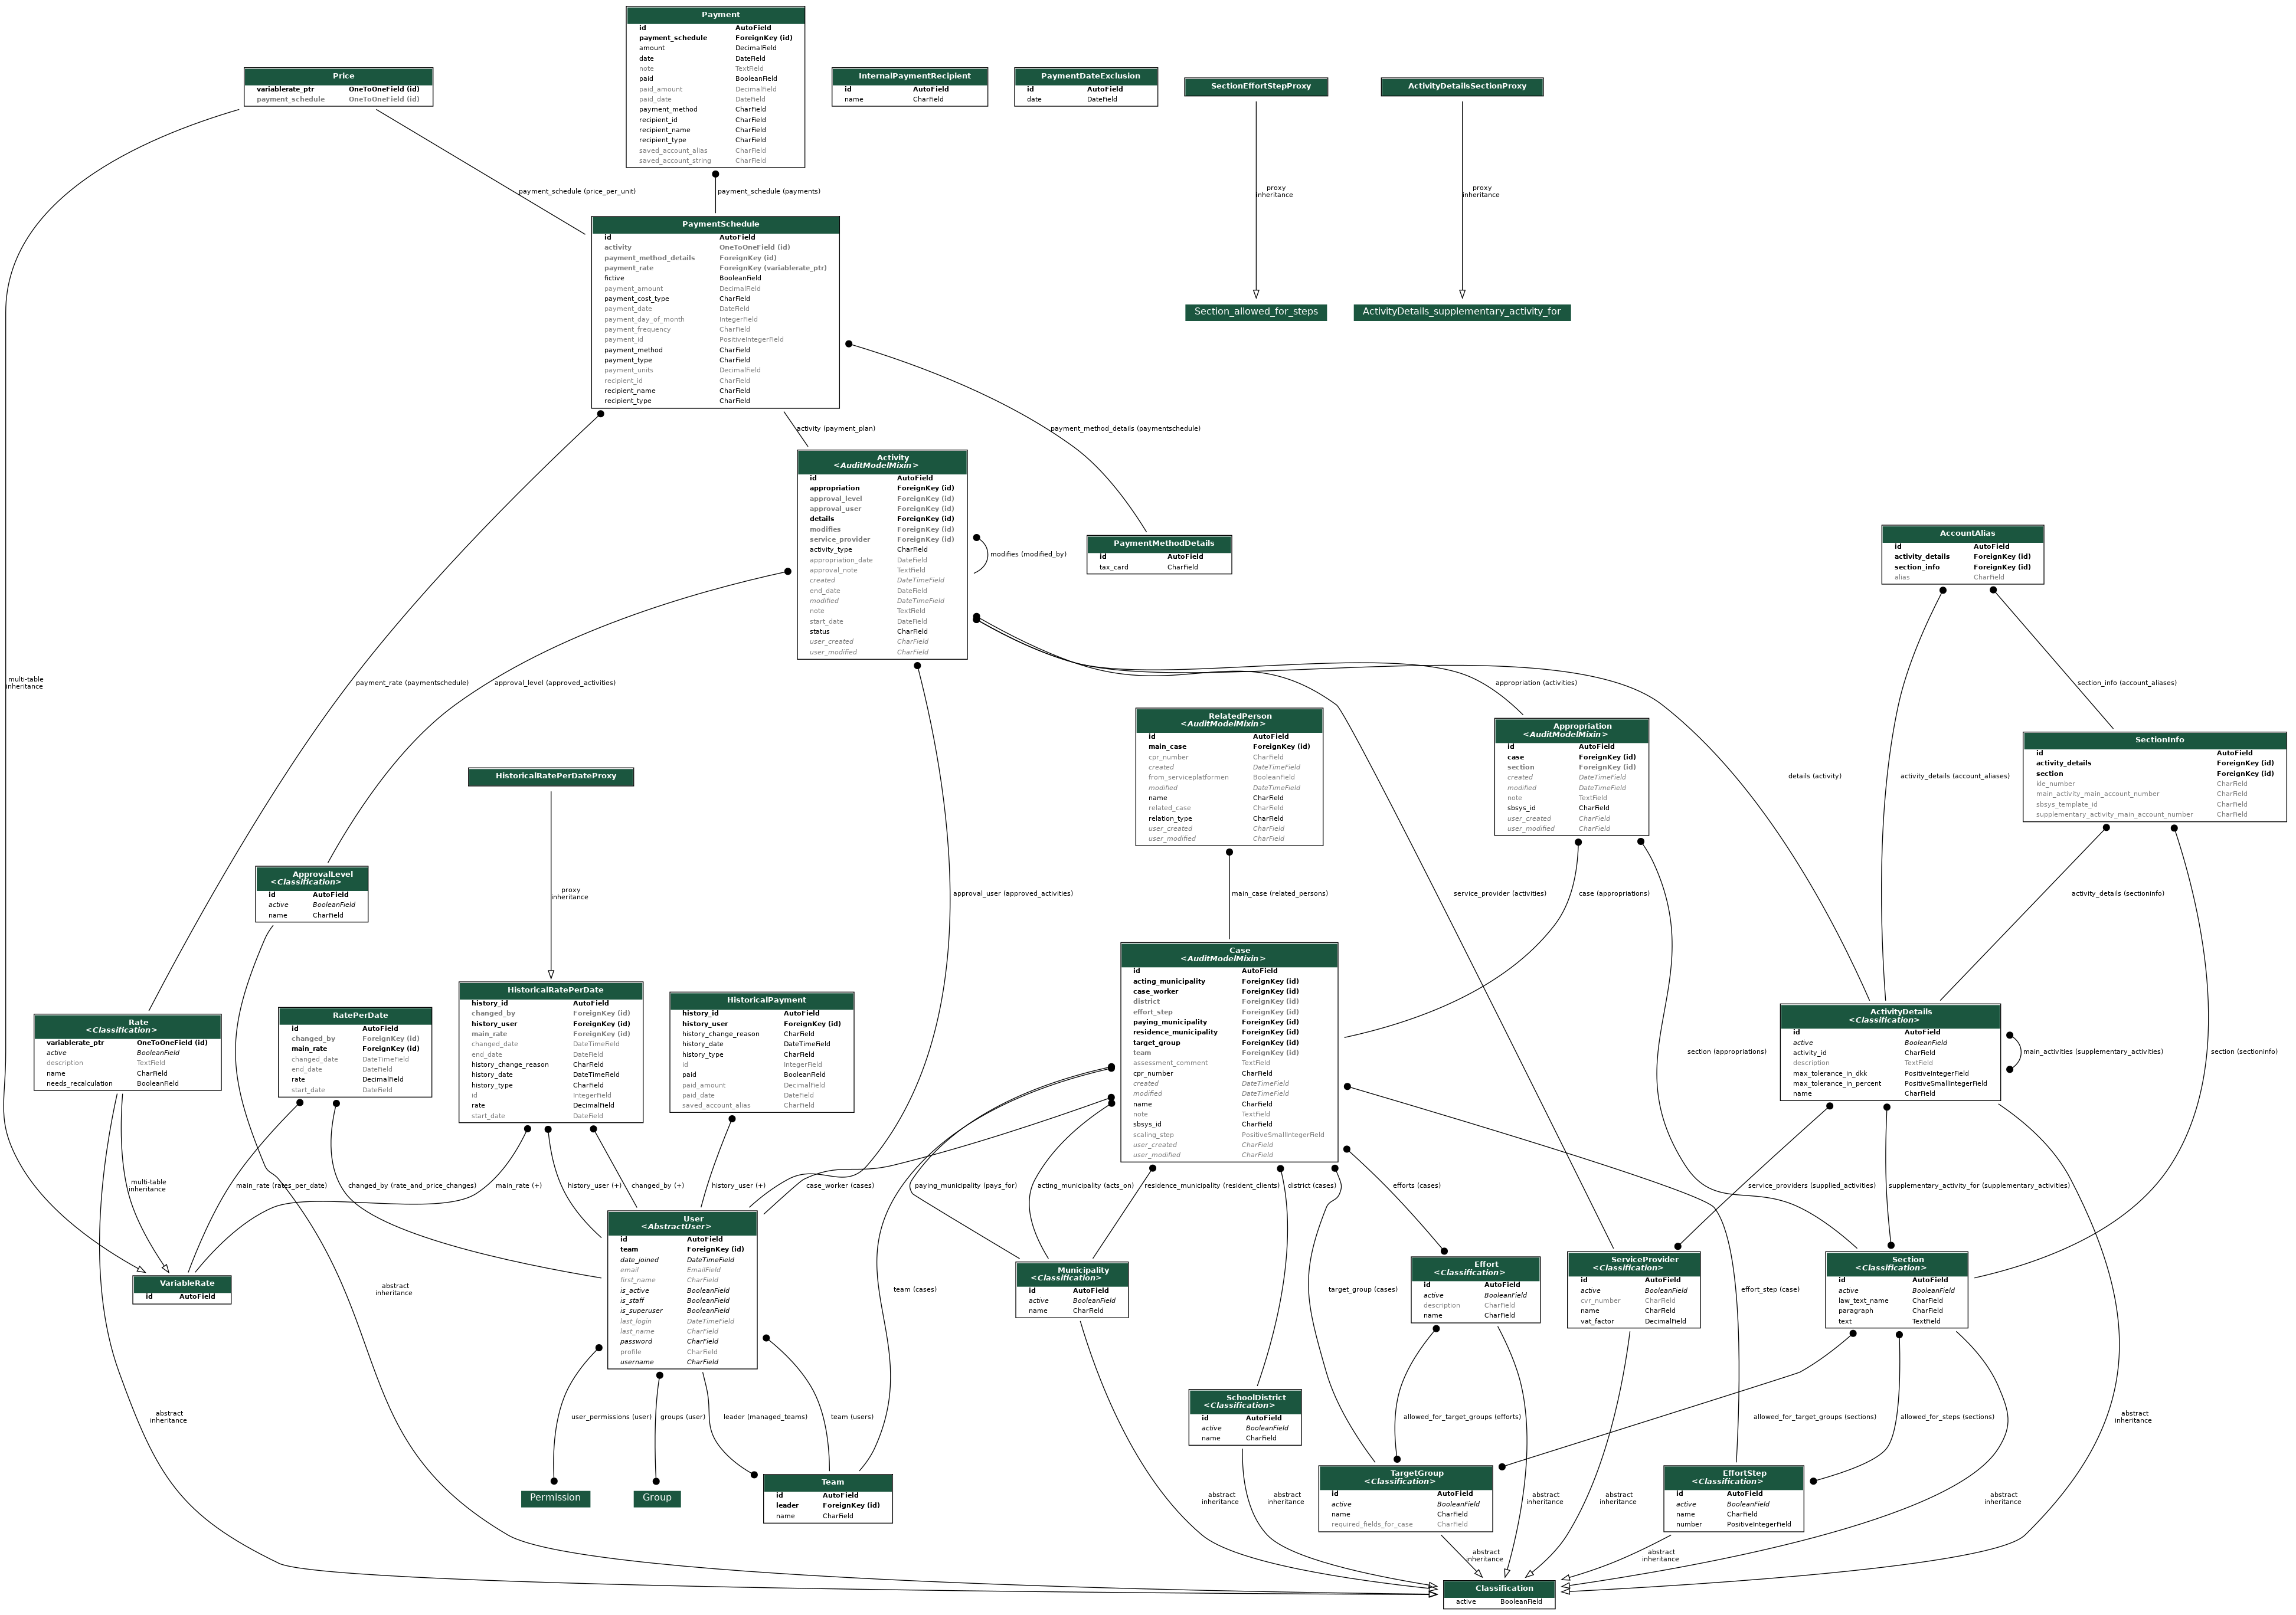 Payment
id AutoField
payment_schedule ForeignKey (id)
amount DecimalField
date DateField
note TextField
paid BooleanField
paid_amount DecimalField
paid_date DateField
payment_method CharField
recipient_id CharField
recipient_name CharField
recipient_type CharField
saved_account_alias CharField
saved_account_string CharField
Price
variablerate_ptr OneToOneField (id)
payment_schedule OneToOneField (id)
InternalPaymentRecipient
id AutoField
name CharField
PaymentDateExclusion
id AutoField
date DateField
SectionEffortStepProxy
ActivityDetailsSectionProxy
payment_schedule (price_per_unit)
payment_schedule (payments)
proxy
inheritance
proxy
inheritance
PaymentSchedule
id AutoField
activity OneToOneField (id)
payment_method_details ForeignKey (id)
payment_rate ForeignKey (variablerate_ptr)
fictive BooleanField
payment_amount DecimalField
payment_cost_type CharField
payment_date DateField
payment_day_of_month IntegerField
payment_frequency CharField
payment_id PositiveIntegerField
payment_method CharField
payment_type CharField
payment_units DecimalField
recipient_id CharField
recipient_name CharField
recipient_type CharField
Section_allowed_for_steps
ActivityDetails_supplementary_activity_for
activity (payment_plan)
payment_method_details (paymentschedule)
Activity
<AuditModelMixin>
id AutoField
appropriation ForeignKey (id)
approval_level ForeignKey (id)
approval_user ForeignKey (id)
details ForeignKey (id)
modifies ForeignKey (id)
service_provider ForeignKey (id)
activity_type CharField
appropriation_date DateField
approval_note TextField
created DateTimeField
end_date DateField
modified DateTimeField
note TextField
start_date DateField
status CharField
user_created CharField
user_modified CharField
modifies (modified_by)
PaymentMethodDetails
id AutoField
tax_card CharField
AccountAlias
id AutoField
activity_details ForeignKey (id)
section_info ForeignKey (id)
alias CharField
multi-table
inheritance
payment_rate (paymentschedule)
approval_level (approved_activities)
appropriation (activities)
section_info (account_aliases)
RelatedPerson
<AuditModelMixin>
id AutoField
main_case ForeignKey (id)
cpr_number CharField
created DateTimeField
from_serviceplatformen BooleanField
modified DateTimeField
name CharField
related_case CharField
relation_type CharField
user_created CharField
user_modified CharField
Appropriation
<AuditModelMixin>
id AutoField
case ForeignKey (id)
section ForeignKey (id)
created DateTimeField
modified DateTimeField
note TextField
sbsys_id CharField
user_created CharField
user_modified CharField
details (activity)
activity_details (account_aliases)
SectionInfo
id AutoField
activity_details ForeignKey (id)
section ForeignKey (id)
kle_number CharField
main_activity_main_account_number CharField
sbsys_template_id CharField
supplementary_activity_main_account_number CharField
HistoricalRatePerDateProxy
proxy
inheritance
approval_user (approved_activities)
main_case (related_persons)
service_provider (activities)
case (appropriations)
activity_details (sectioninfo)
ApprovalLevel
<Classification>
id AutoField
active BooleanField
name CharField
Rate
<Classification>
variablerate_ptr OneToOneField (id)
active BooleanField
description TextField
name CharField
needs_recalculation BooleanField
RatePerDate
id AutoField
changed_by ForeignKey (id)
main_rate ForeignKey (id)
changed_date DateTimeField
end_date DateField
rate DecimalField
start_date DateField
HistoricalRatePerDate
history_id AutoField
changed_by ForeignKey (id)
history_user ForeignKey (id)
main_rate ForeignKey (id)
changed_date DateTimeField
end_date DateField
history_change_reason CharField
history_date DateTimeField
history_type CharField
id IntegerField
rate DecimalField
start_date DateField
HistoricalPayment
history_id AutoField
history_user ForeignKey (id)
history_change_reason CharField
history_date DateTimeField
history_type CharField
id IntegerField
paid BooleanField
paid_amount DecimalField
paid_date DateField
saved_account_alias CharField
Case
<AuditModelMixin>
id AutoField
acting_municipality ForeignKey (id)
case_worker ForeignKey (id)
district ForeignKey (id)
effort_step ForeignKey (id)
paying_municipality ForeignKey (id)
residence_municipality ForeignKey (id)
target_group ForeignKey (id)
team ForeignKey (id)
assessment_comment TextField
cpr_number CharField
created DateTimeField
modified DateTimeField
name CharField
note TextField
sbsys_id CharField
scaling_step PositiveSmallIntegerField
user_created CharField
user_modified CharField
section (appropriations)
ActivityDetails
<Classification>
id AutoField
active BooleanField
activity_id CharField
description TextField
max_tolerance_in_dkk PositiveIntegerField
max_tolerance_in_percent PositiveSmallIntegerField
name CharField
main_activities (supplementary_activities)
section (sectioninfo)
multi-table
inheritance
main_rate (rates_per_date)
changed_by (rate_and_price_changes)
main_rate (+)
history_user (+)
changed_by (+)
history_user (+)
case_worker (cases)
paying_municipality (pays_for)
acting_municipality (acts_on)
residence_municipality (resident_clients)
district (cases)
efforts (cases)
service_providers (supplied_activities)
supplementary_activity_for (supplementary_activities)
VariableRate
id AutoField
abstract
inheritance
User
<AbstractUser>
id AutoField
team ForeignKey (id)
date_joined DateTimeField
email EmailField
first_name CharField
is_active BooleanField
is_staff BooleanField
is_superuser BooleanField
last_login DateTimeField
last_name CharField
password CharField
profile CharField
username CharField
team (cases)
Municipality
<Classification>
id AutoField
active BooleanField
name CharField
target_group (cases)
Effort
<Classification>
id AutoField
active BooleanField
description CharField
name CharField
ServiceProvider
<Classification>
id AutoField
active BooleanField
cvr_number CharField
name CharField
vat_factor DecimalField
effort_step (case)
Section
<Classification>
id AutoField
active BooleanField
law_text_name CharField
paragraph CharField
text TextField
abstract
inheritance
user_permissions (user)
groups (user)
leader (managed_teams)
team (users)
SchoolDistrict
<Classification>
id AutoField
active BooleanField
name CharField
allowed_for_target_groups (efforts)
allowed_for_target_groups (sections)
allowed_for_steps (sections)
abstract
inheritance
Permission
Group
Team
id AutoField
leader ForeignKey (id)
name CharField
abstract
inheritance
abstract
inheritance
TargetGroup
<Classification>
id AutoField
active BooleanField
name CharField
required_fields_for_case CharField
abstract
inheritance
abstract
inheritance
EffortStep
<Classification>
id AutoField
active BooleanField
name CharField
number PositiveIntegerField
abstract
inheritance
abstract
inheritance
abstract
inheritance
Classification
active BooleanField